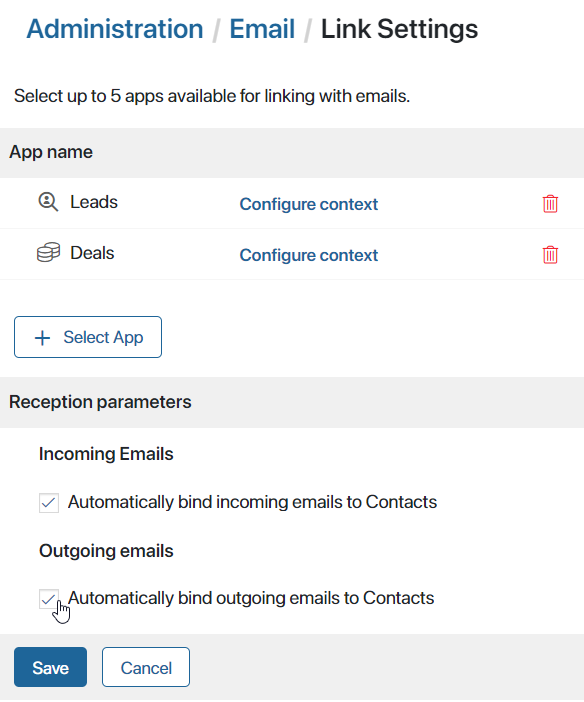 Administration / Email / Link Settings
Select up to 5 apps available for linking with emails.
App name
Leads Configure context
Deals Configure context
+ Select App
Reception parameters
Incoming Emails
Automatically bind incoming emails to Contacts
Outgoing emails
Automatically bind outgoing emails to Contacts
Save Cancel